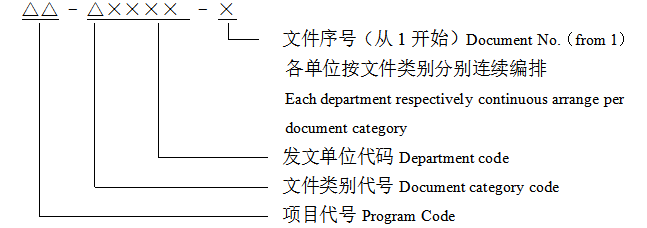 △△－△××××－×
文件序号（从 1 开始）Document No.（from 1）
各单位按文件类别分别连续编排
Each department respectively continuous arrange per
document category
发文单位代码 Department code
文件类别代号 Document category code
项目代号 Program Code